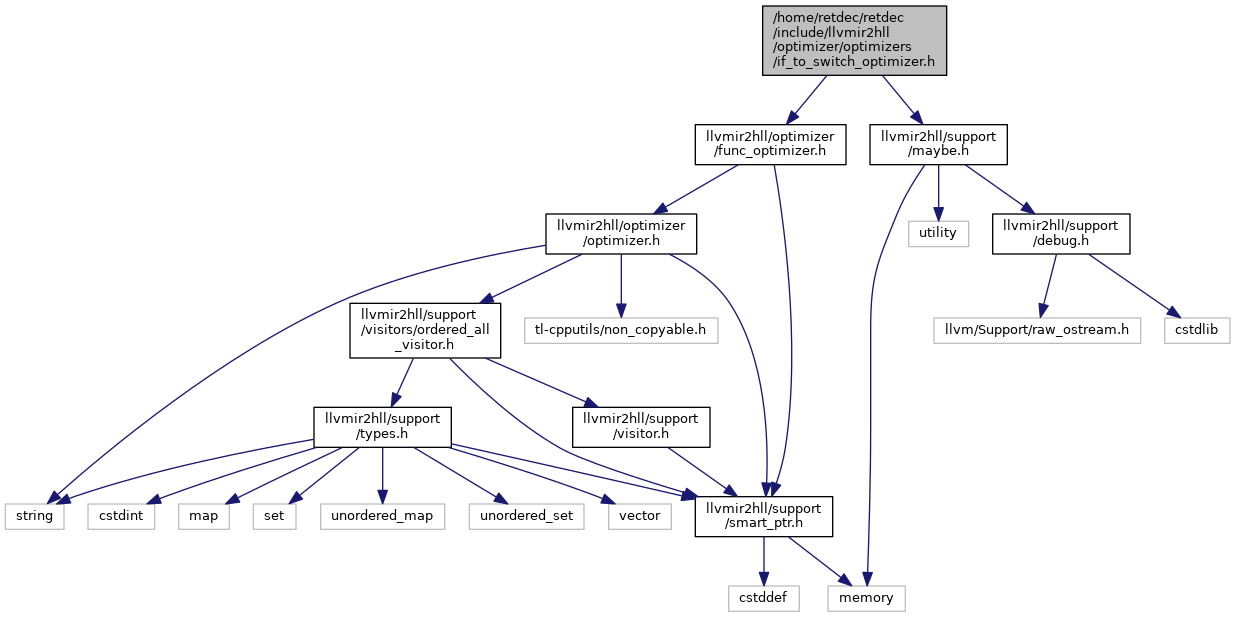 /home/retdec/retdec
/include/llvmir2hll
/optimizer/optimizers
/if_to_switch_optimizer.h
llvmir2hll/optimizer
/func_optimizer.h
llvmir2hll/support
/maybe.h
llvmir2hll/optimizer
/optimizer.h
utility
llvmir2hll/support
/debug.h
llvmir2hll/support
/visitors/ordered_all
_visitor.h
tl-cpputils/non_copyable.h
llvm/Support/raw_ostream.h
cstdlib
llvmir2hll/support
/types.h
llvmir2hll/support
/visitor.h
string
cstdint
map
set
unordered_map
unordered_set
vector
llvmir2hll/support
/smart_ptr.h
cstddef
memory